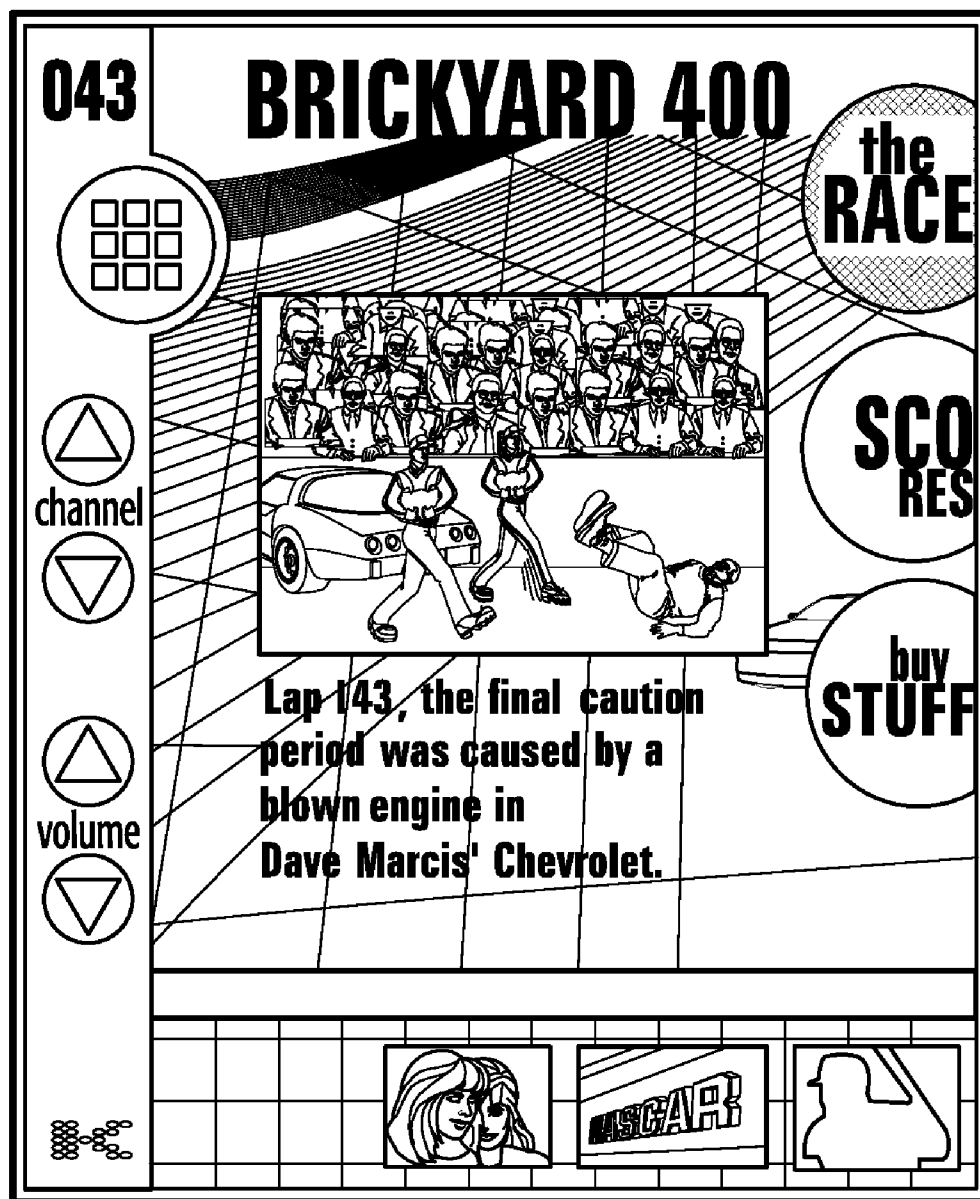 043
BRICKYARD 400
the
RACE
SCO
RES
channel
buy
STUFF
Lap 143, the final caution
period was caused by a
blown engine in
Dave Marcis' Chevrolet.
volume
NASCAR
K